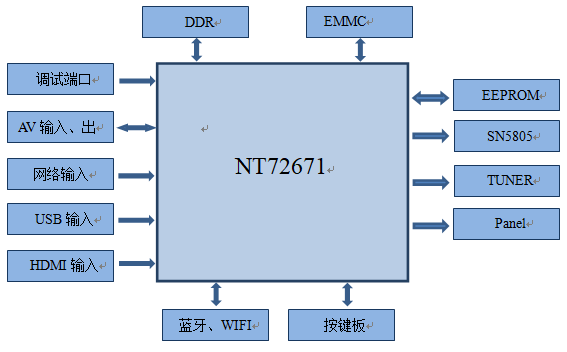 DDR
EMMC
调试端口
AV 输入、出
网络输入
USB 输入
HDMI 输入
NT72671
EEPROM
SN5805
TUNER
Panel
蓝牙、WIFI
按键板